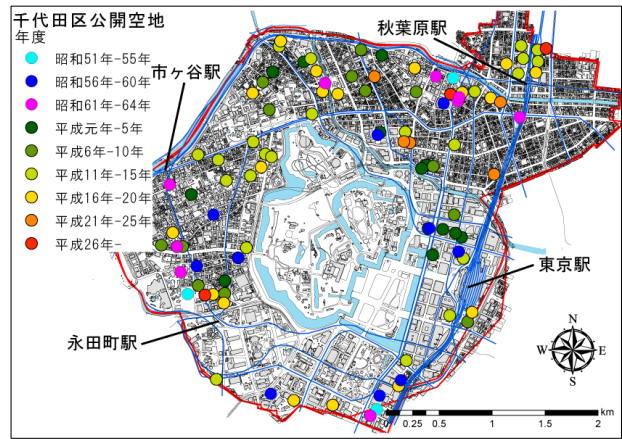 千代田区公開空地
年度
昭和51年-55年
昭和56年-60年
昭和61年-64年
平成元年-5年
平成6年-10年
平成11年-15年
平成16年-20年
平成21年-25年
平成26年-
秋葉原駅
市ヶ谷駅
東京駅
永田町駅
N
W E
S
km
0 0.25 0.5 1 1.5 2